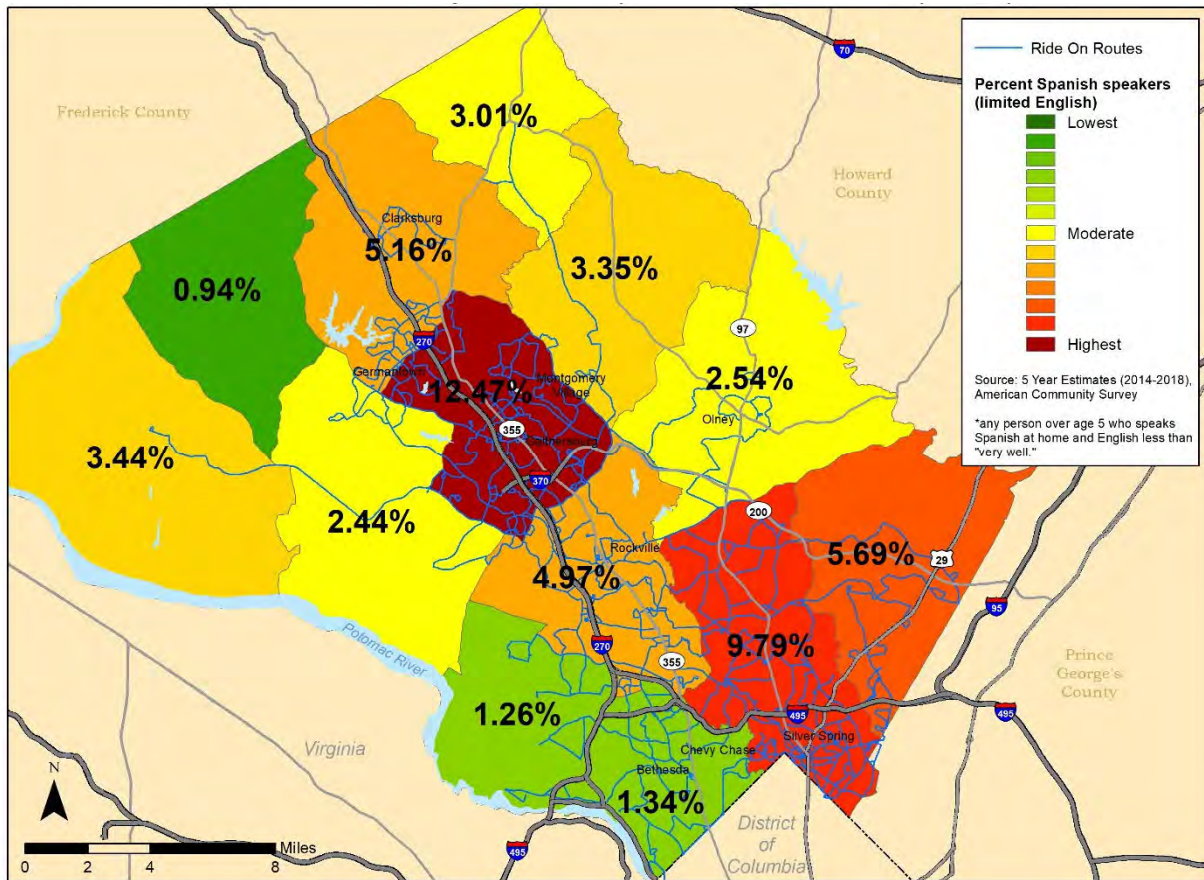 Frederick County
Howard
County
Prince
George's
County
Virginia
Potomac River
District
of
Columbia
70
3.01%
Clarksburg
5.16%
3.35%
0.94%
97
270
Germantown
12.47%
Montgomery
Village
2.54%
Olney
355
Gaithersburg
3.44%
370
2.44%
200
Rockville
5.69%
29
4.97%
95
270
355
9.79%
1.26%
495
495
Silver Spring
Chevy Chase
Bethesda
1.34%
495
N
Miles
0 2 4 8
Ride On Routes
Percent Spanish speakers
(limited English)
Lowest
Moderate
Highest
Source: 5 Year Estimates (2014-2018),
American Community Survey
*any person over age 5 who speaks
Spanish at home and English less than
"very well."